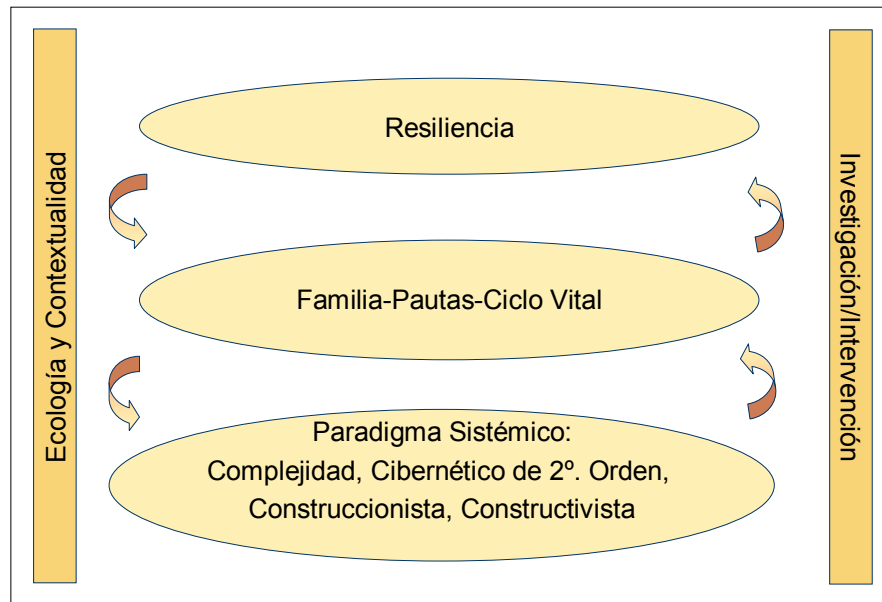 Ecología y Contextualidad
Resiliencia
Familia-Pautas-Ciclo Vital
Paradigma Sistémico:
Complejidad, Cibernético de 2º. Orden,
Construccionista, Constructivista
Investigación/Intervención